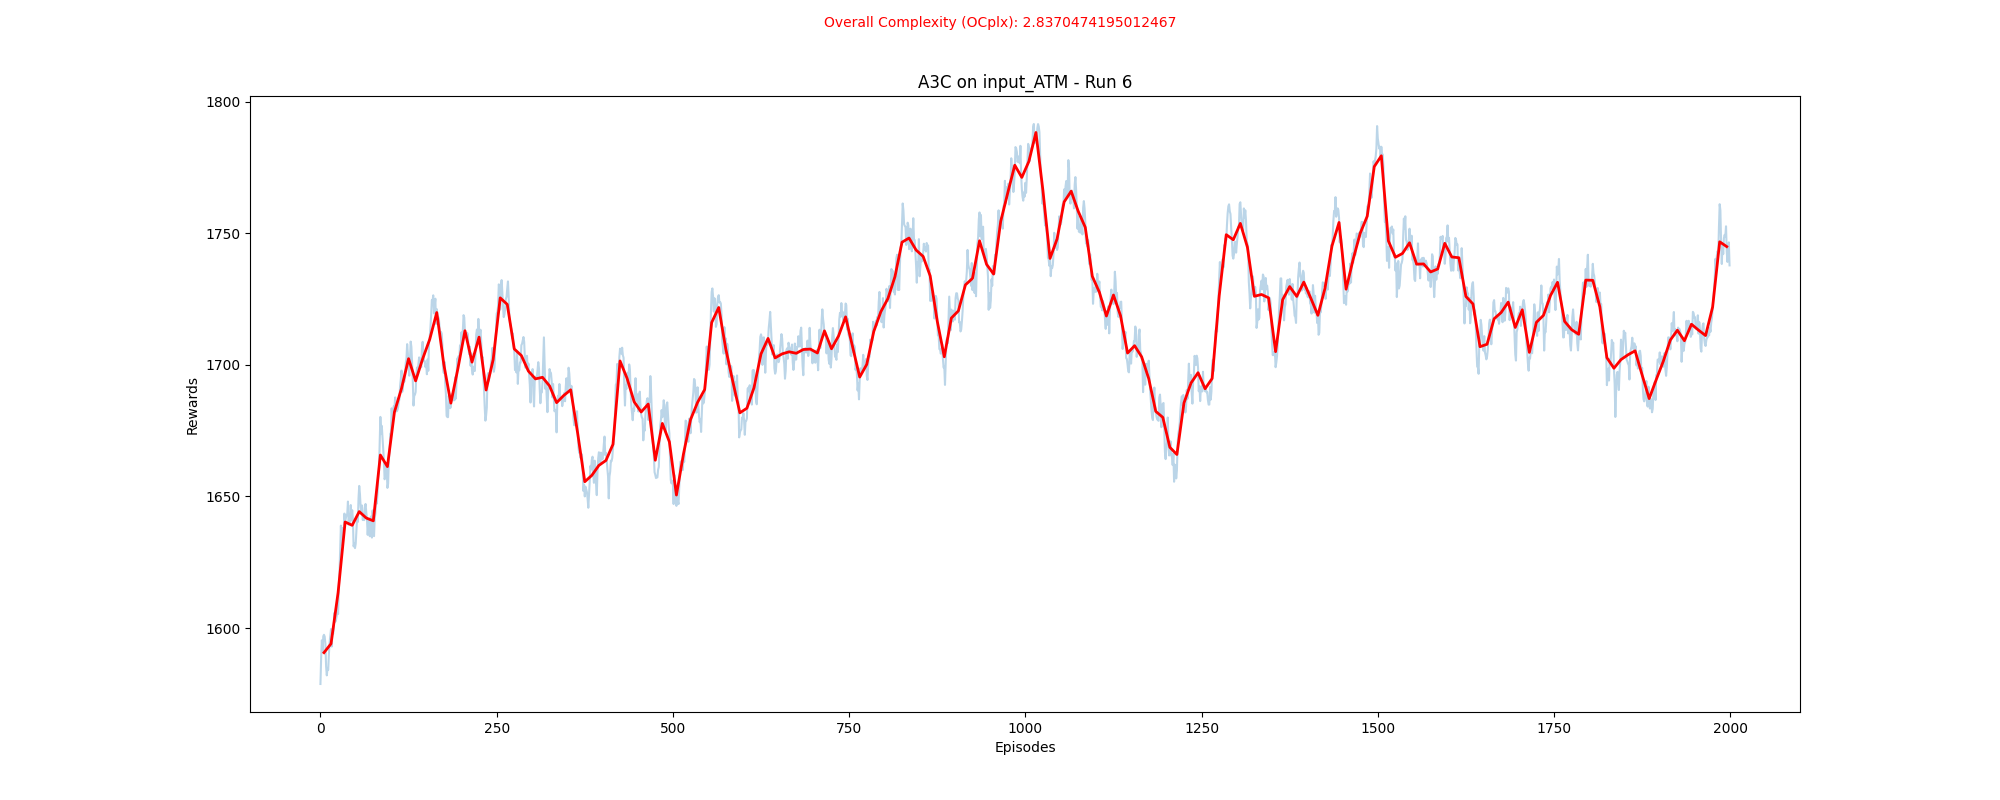 Overall Complexity (OCplx): 2.8370474195012467
A3C on input_ATM - Run 6
1800
1750
1700
1650
1600
Rewards
0 250 500 750 1000 1250 1500 1750 2000
Episodes